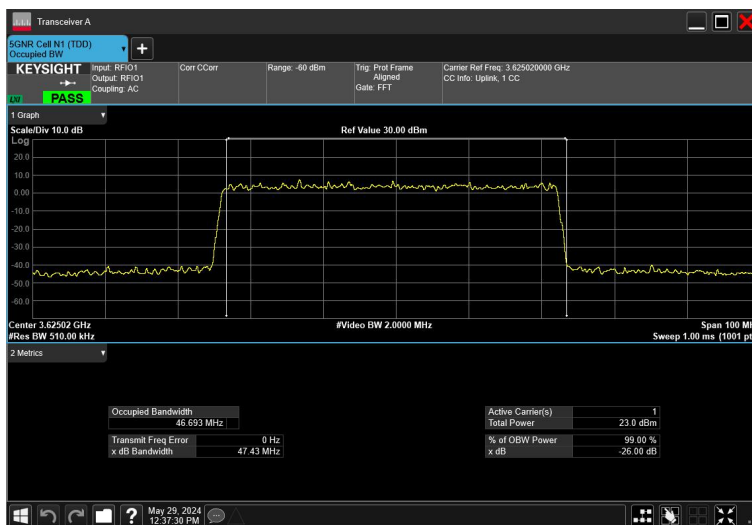 Transceiver A
5GNR Cell N1 (TDD)
Occupied BW
KEYSIGHT
LXI
PASS
Input: RFIO1
Output: RFIO1
Coupling: AC
Corr CCorr
Range: -60 dBm
Trig: Prot Frame
Aligned
Gate: FFT
Carrier Ref Freq: 3.625020000 GHz
CC Info: Uplink, 1 CC
1 Graph
Scale/Div 10.0 dB
Ref Value 30.00 dBm
Log
20.0
10.0
0.00
-10.0
-20.0
-30.0
-40.0
-50.0
-60.0
Center 3.62502 GHz
#Video BW 2.0000 MHz
Span 100 M
#Res BW 510.00 kHz
Sweep 1.00 ms (1001 pt
2 Metrics
Occupied Bandwidth
46.693 MHz
Transmit Freq Error 0 Hz
x dB Bandwidth 47.43 MHz
Active Carrier(s) 1
Total Power 23.0 dBm
% of OBW Power 99.00 %
x dB -26.00 dB
?
May 29, 2024
12:37:30 PM